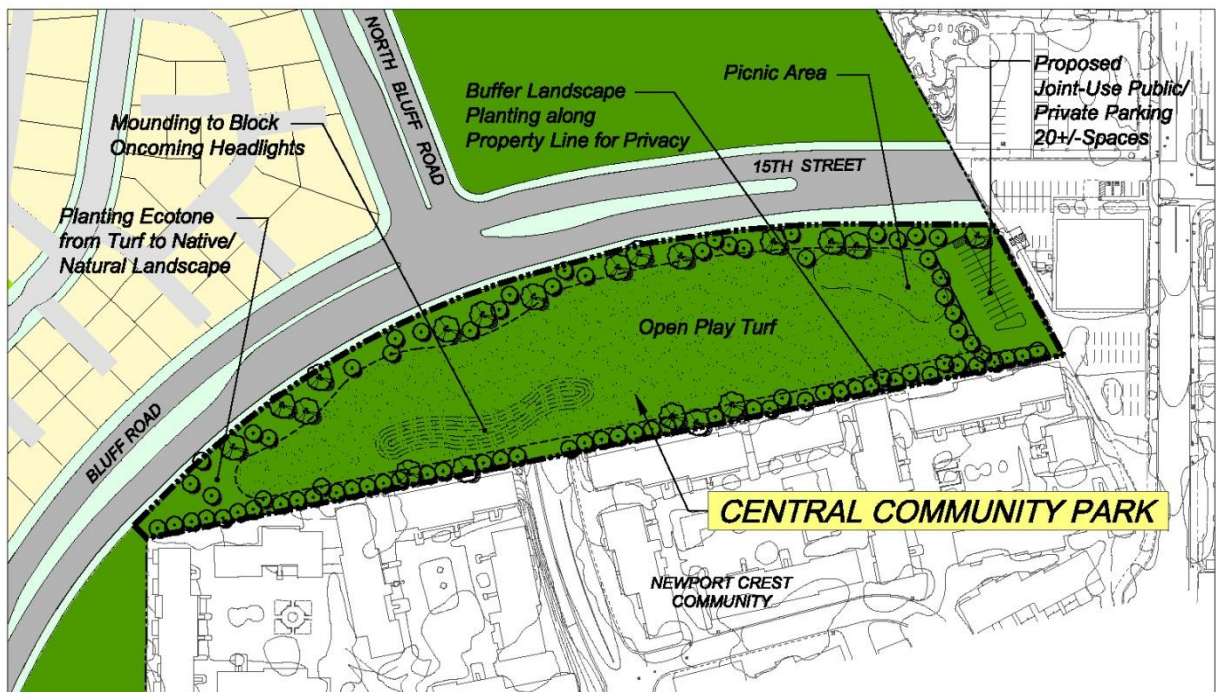 NORTH BLUFF ROAD
Mounding to Block
Oncoming Headlights
Buffer Landscape
Planting along
Property Line for Privacy
Picnic Area
Proposed
Joint-Use Public/
Private Parking
20+/-Spaces
15TH STREET
Planting Ecotone
from Turf to Native/
Natural Landscape
Open Play Turf
BLUFF ROAD
CENTRAL COMMUNITY PARK
NEWPORT CREST
COMMUNITY